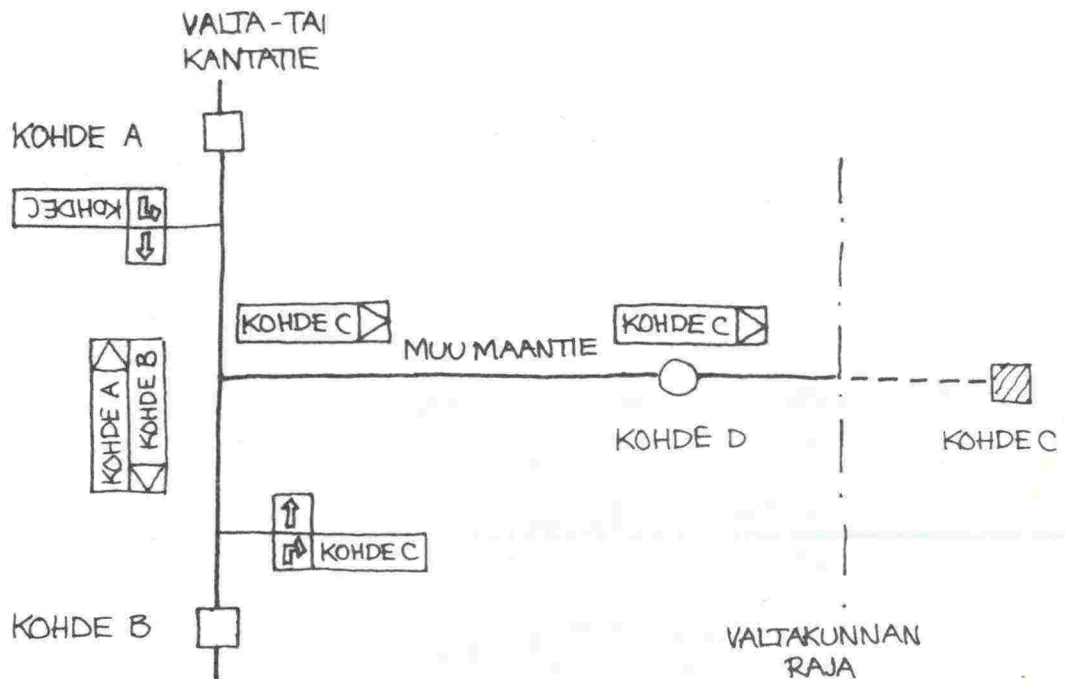 VALTA-TAI
KANTATIE
KOHDE A
KOHDE C
KOHDE C
KOHDE C
MUU MAANTIE
KOHDE A
KOHDE B
KOHDE D
KOHDE C
KOHDE C
KOHDE B
VALTAKUNNAN
RAJA